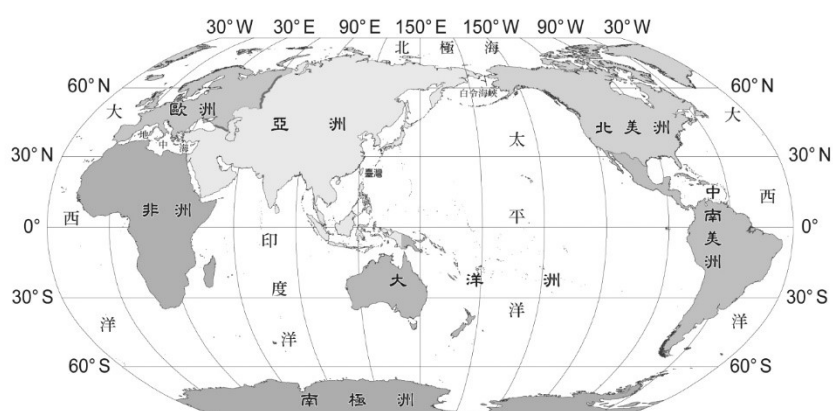 30°W 30°E 90°E 150°E 150°W 90°W 30°W
北極海
60°N 60°N
白令海峽
大 歐洲 亞洲 太 北美洲 大
地中海
30°N 30°N
臺灣
西 非洲 印 平 中南美洲 西
0° 0°
度 大洋洲
30°S 30°S
洋 洋 洋 洋
60°S 60°S
南極洲